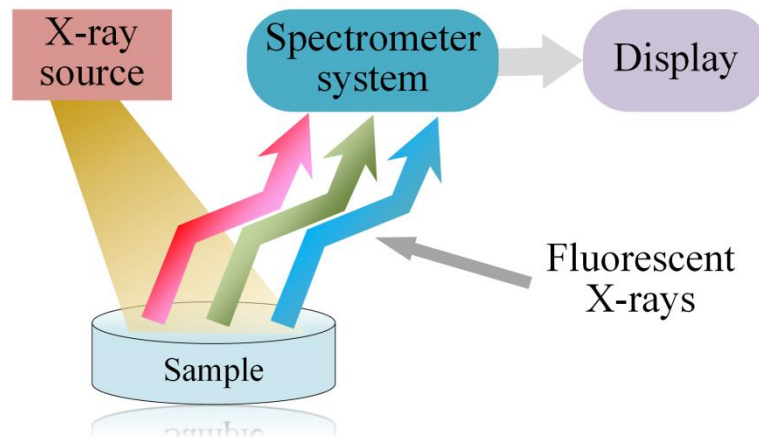 X-ray
source
Spectrometer
system
Display
Fluorescent
X-rays
Sample